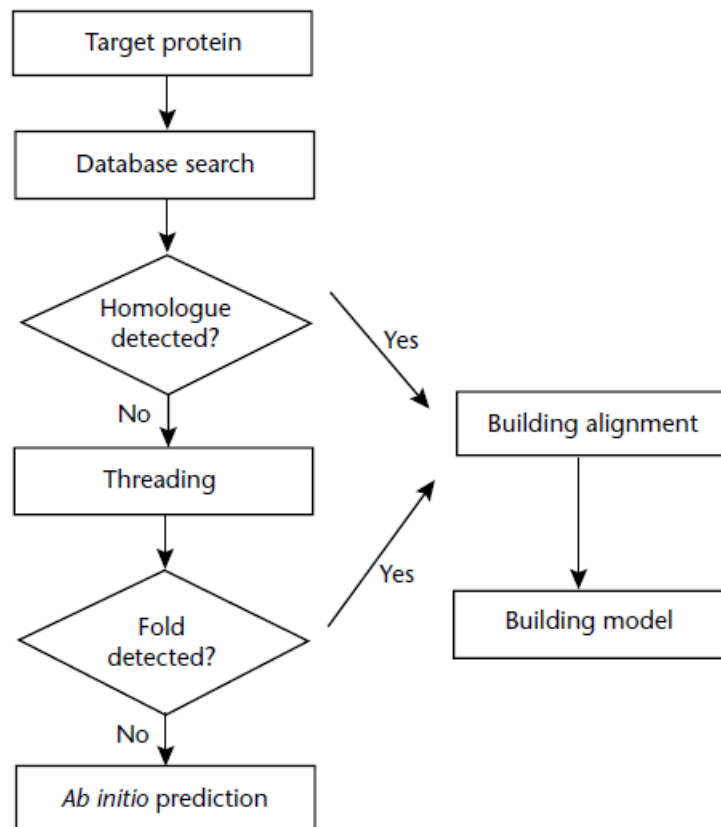 Target protein
Database search
Homologue
detected?
Yes
No
Building alignment
Threading
Yes
Fold
detected?
Building model
No
Ab initio prediction